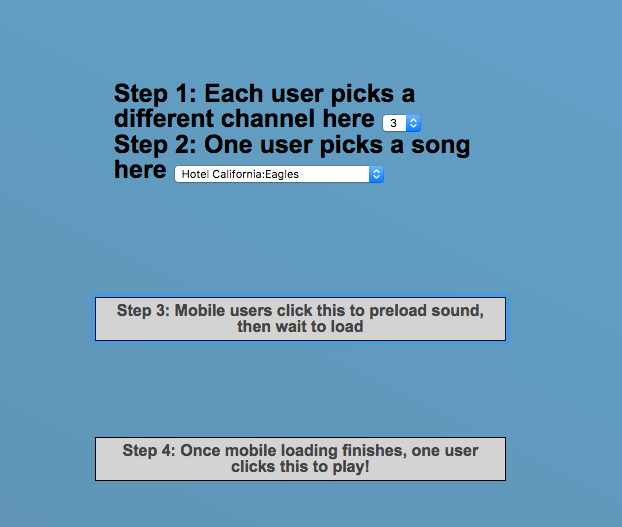 Step 1: Each user picks a
different channel here 3
Step 2: One user picks a song
here Hotel California:Eagles
Step 3: Mobile users click this to preload sound,
then wait to load
Step 4: Once mobile loading finishes, one user
clicks this to play!